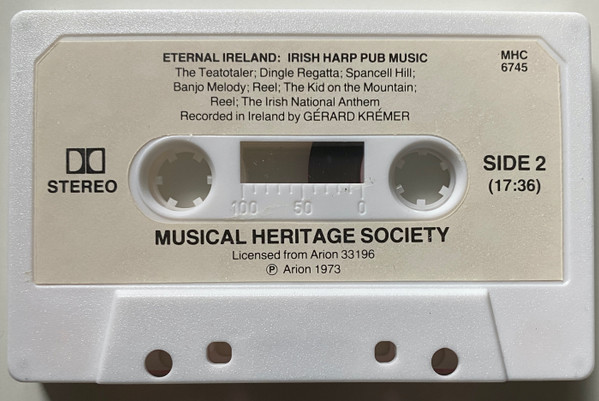 ETERNAL IRELAND: IRISH HARP PUB MUSIC
MHC
6745
The Teatotaler; Dingle Regatta; Spancell Hill;
Banjo Melody; Reel; The Kid on the Mountain;
Reel; The Irish National Anthem
Recorded in Ireland by GÉRARD KRÉMER
STEREO
SIDE 2
(17:36)
100 50 0
MUSICAL HERITAGE SOCIETY
Licensed from Arion 33196
℗ Arion 1973